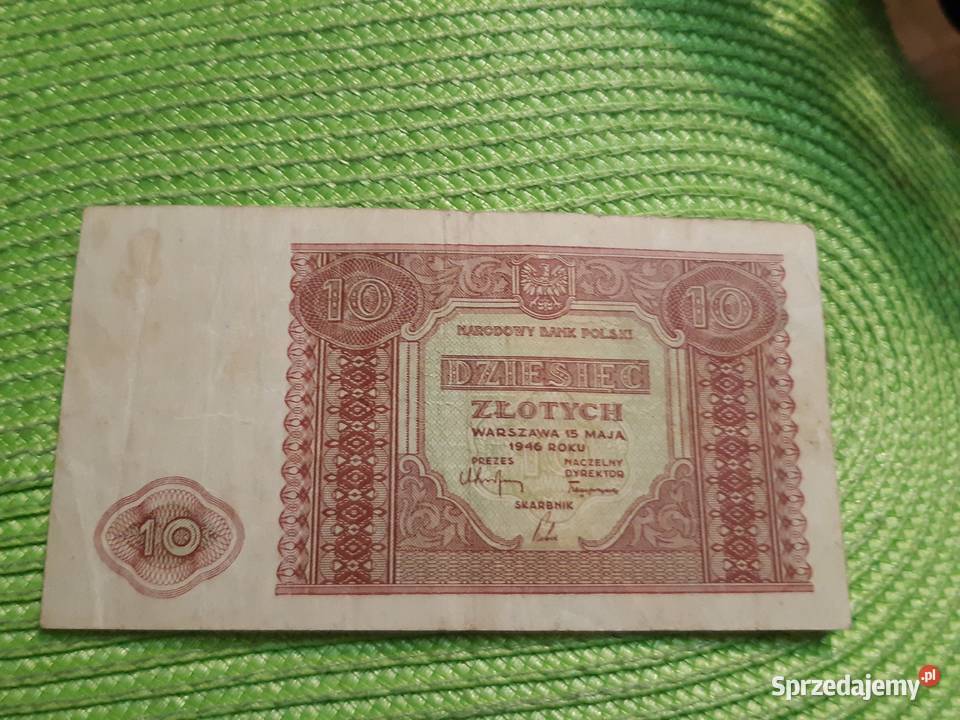 10
10
NARODOWY BANK POLSKI
DZIESIĘĆ
ZŁOTYCH
WARSZAWA 15 MAJA
1946 ROKU
PREZES
NACZELNY
DYREKTOR
SKARBNIK
10
Sprzedajemy.pl